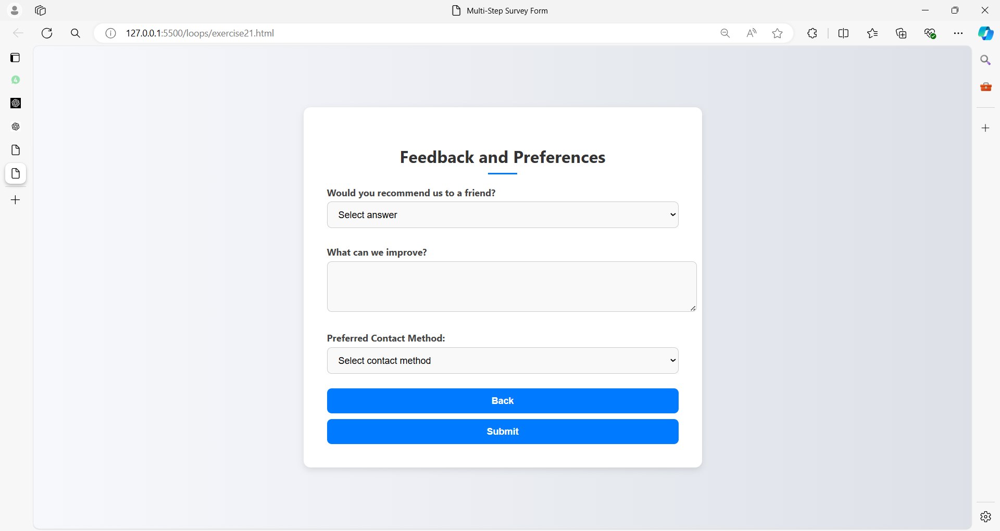 Multi-Step Survey Form
127.0.0.1:5500/loops/exercise21.html
Feedback and Preferences
Would you recommend us to a friend?
Select answer
What can we improve?
Preferred Contact Method:
Select contact method
Back
Submit